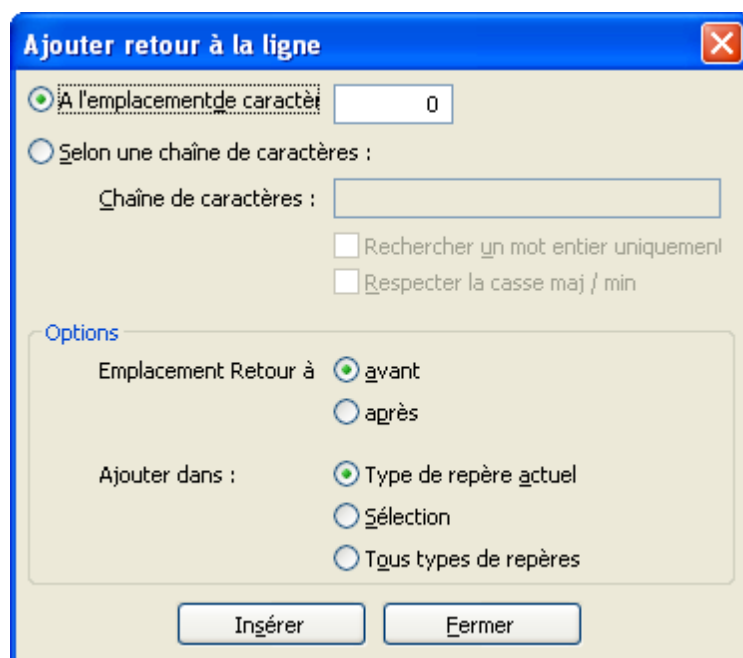 Ajouter retour à la ligne
A l'emplacementde caractèr 0
Selon une chaîne de caractères :
Chaîne de caractères :
Rechercher un mot entier uniquement
Respecter la casse maj / min
Options
Emplacement Retour à avant
après
Ajouter dans : Type de repère actuel
Sélection
Tous types de repères
Insérer Fermer